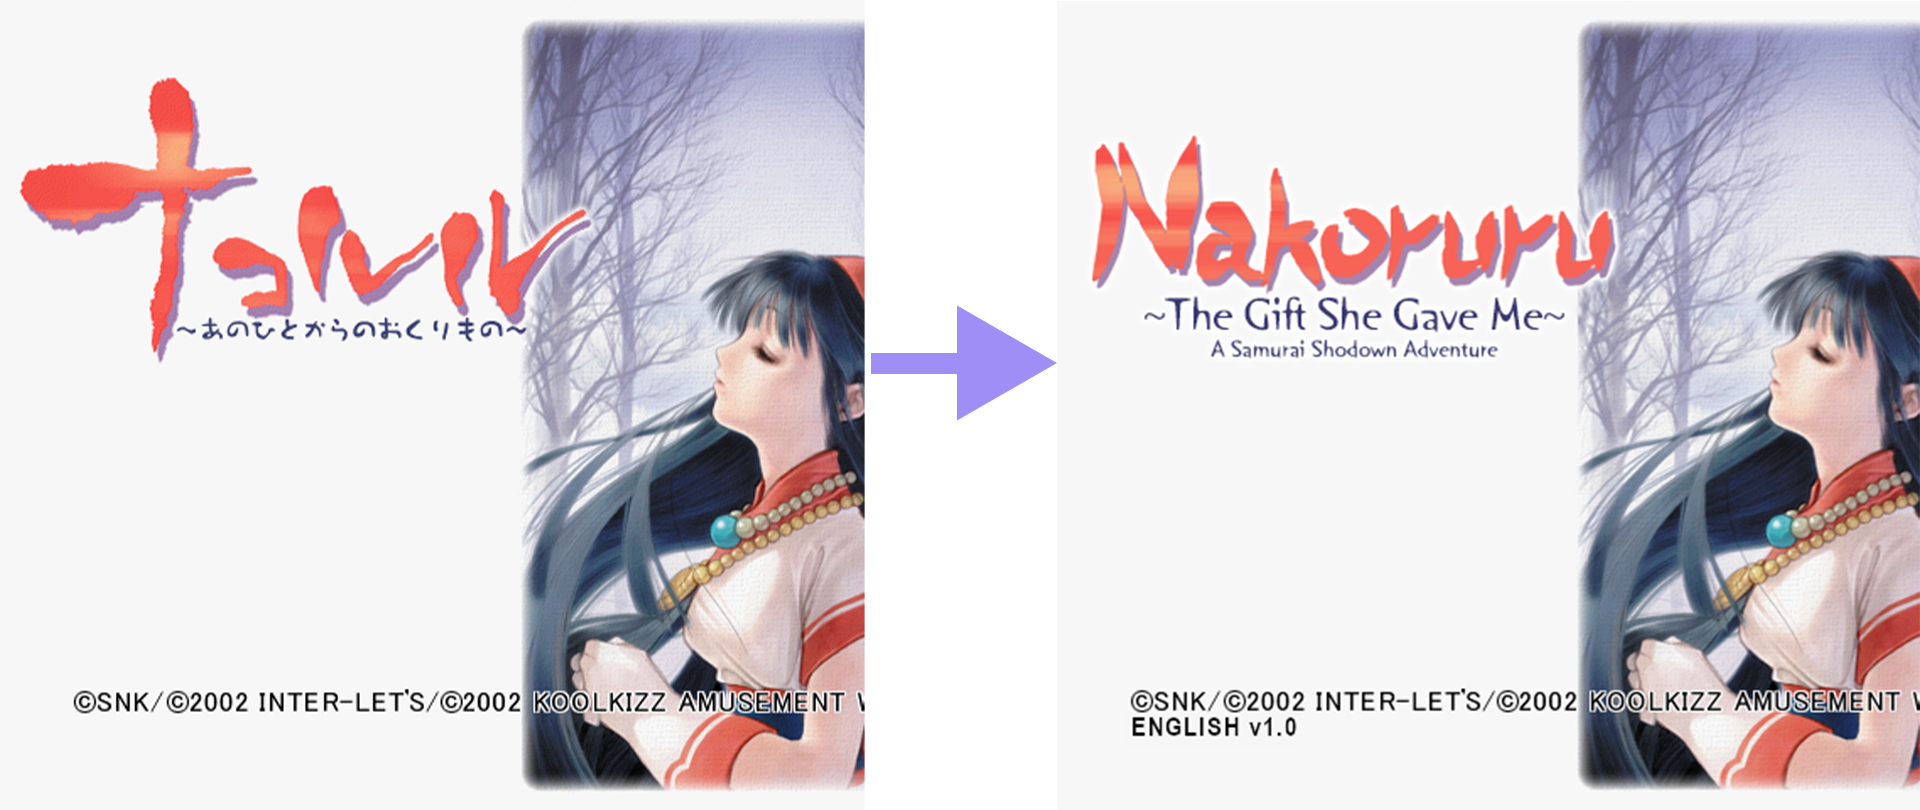 ナコルル
～あのひとからのおくりもの～
©SNK/©2002 INTER-LET'S/©2002 KOOLKIZZ AMUSEMENT
Nakoruru
~The Gift She Gave Me~
A Samurai Shodown Adventure
©SNK/©2002 INTER-LET'S/©2002 KOOLKIZZ AMUSEMENT
ENGLISH v1.0